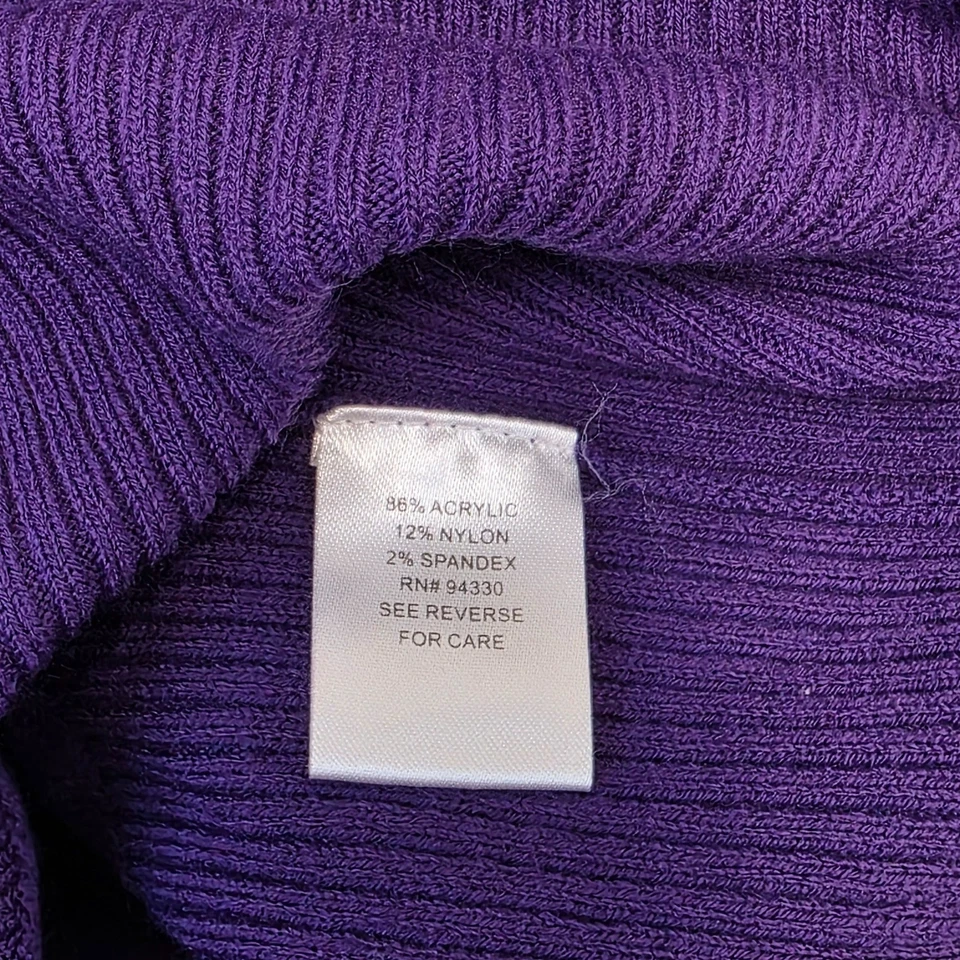 86% ACRYLIC
12% NYLON
2% SPANDEX
RN# 94330
SEE REVERSE
FOR CARE